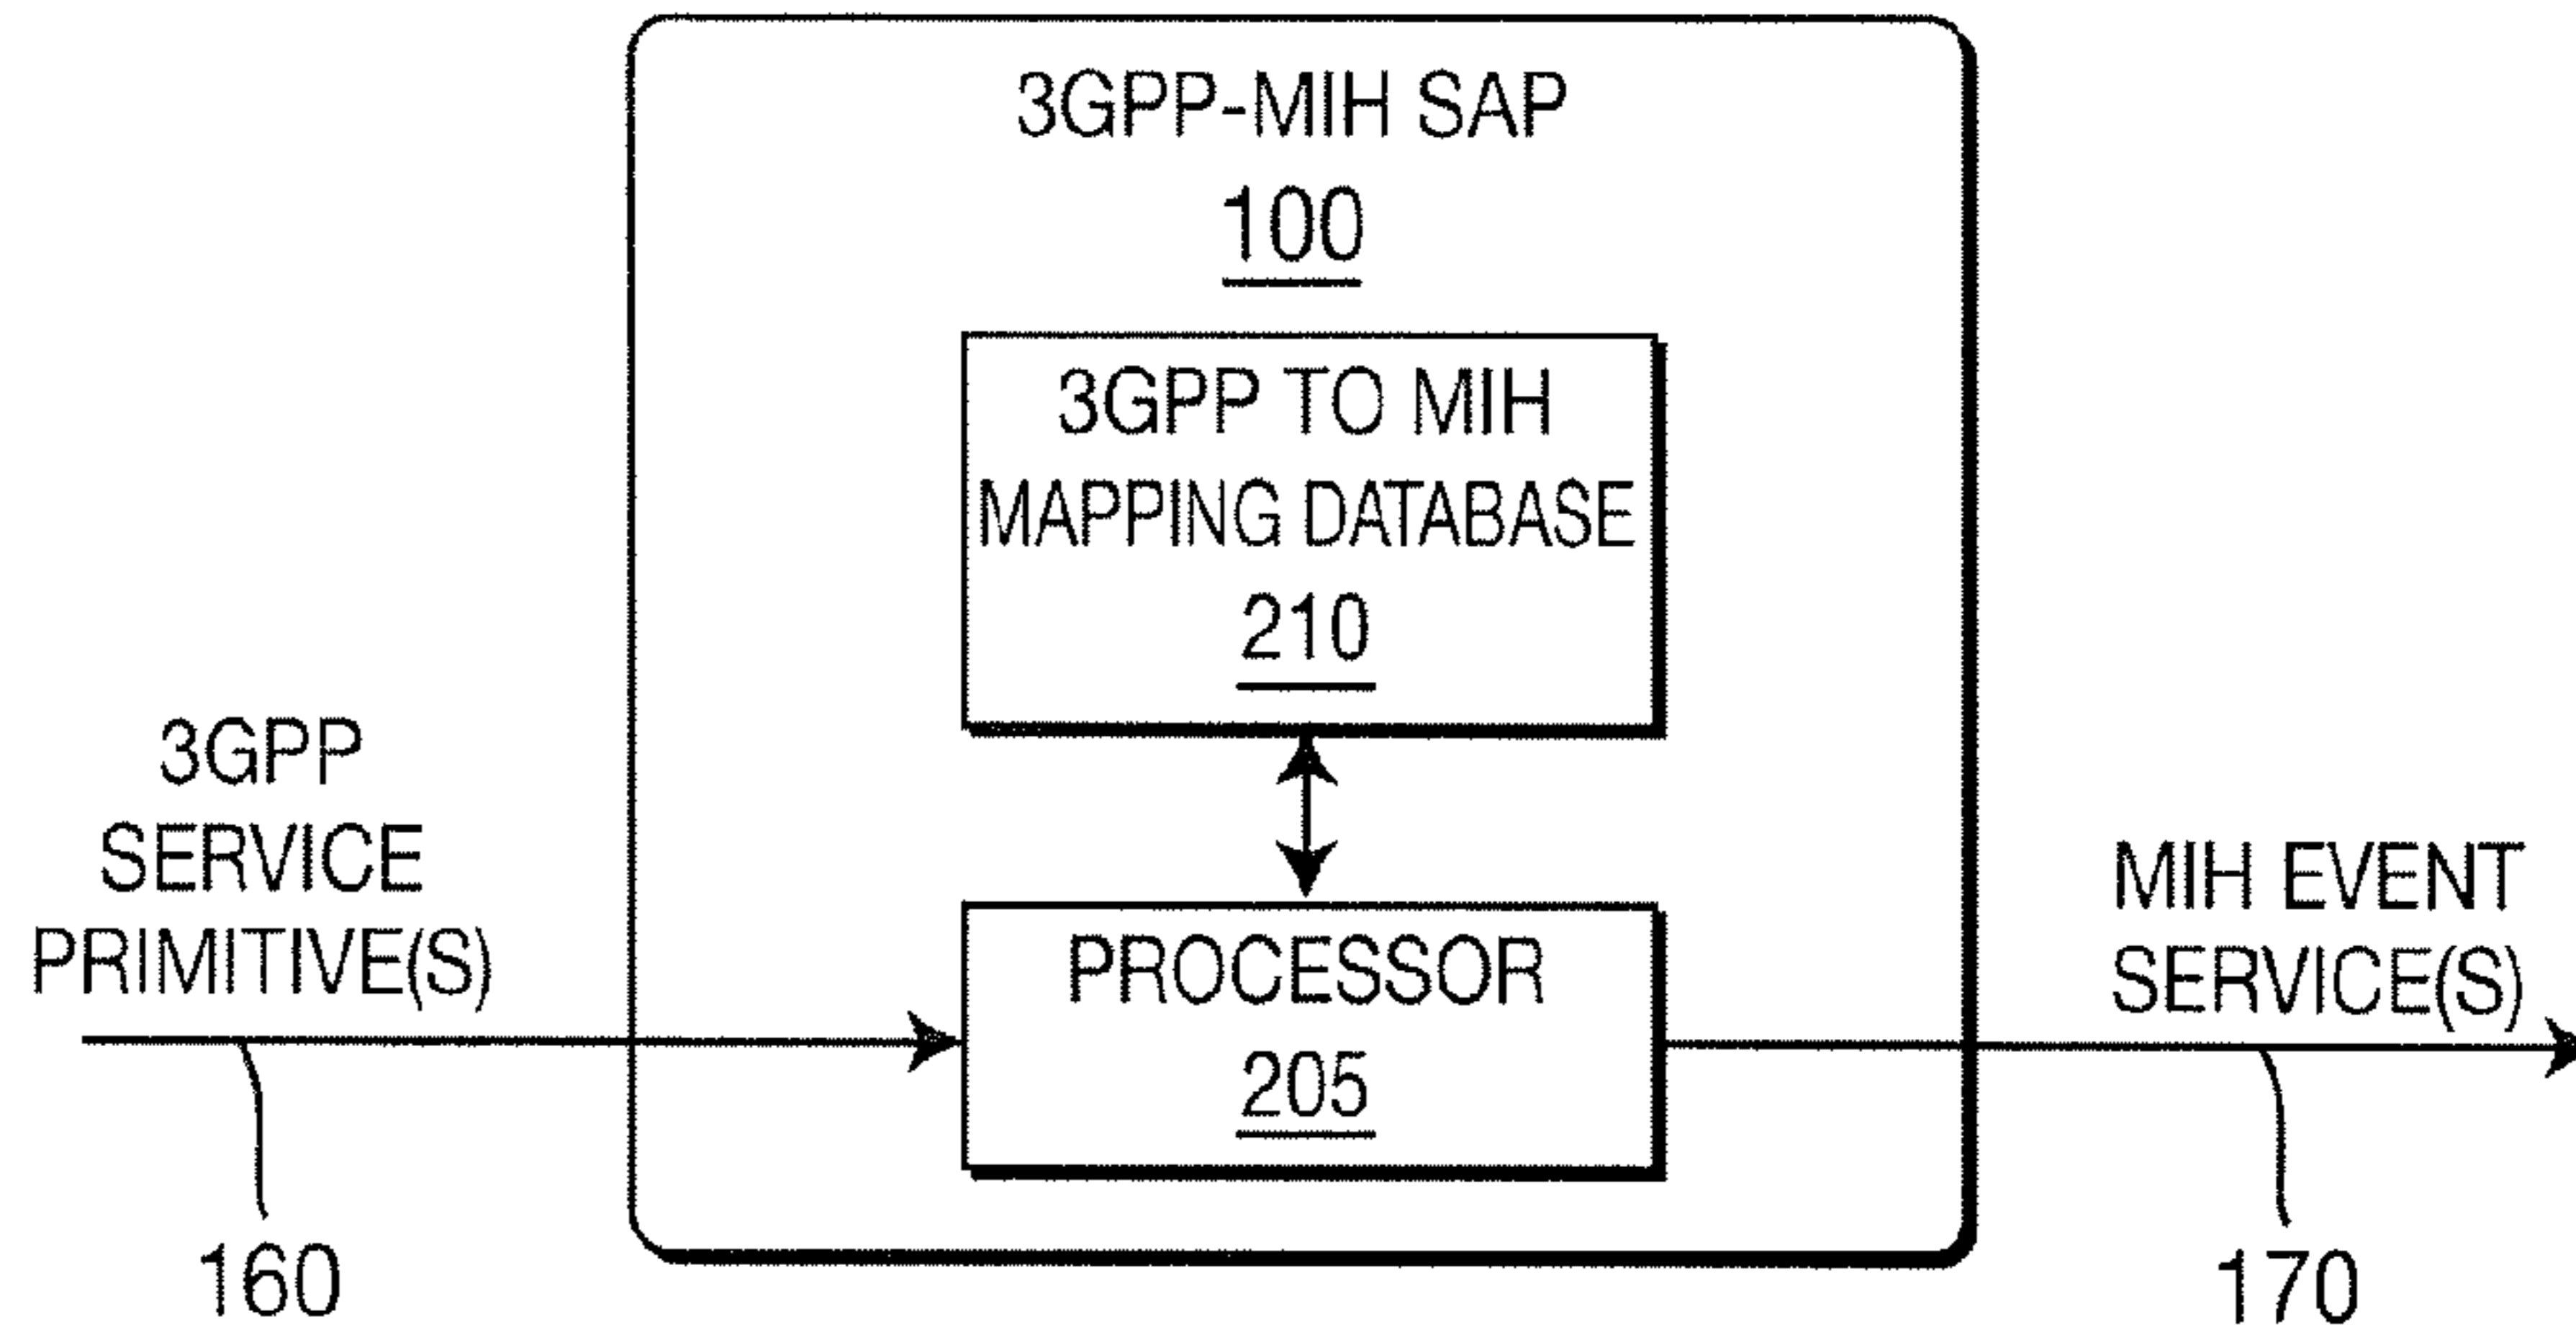 3GPP-MIH SAP
100
3GPP TO MIH
MAPPING DATABASE
210
3GPP
SERVICE
PRIMITIVE(S)
160
PROCESSOR
205
MIH EVENT
SERVICE(S)
170